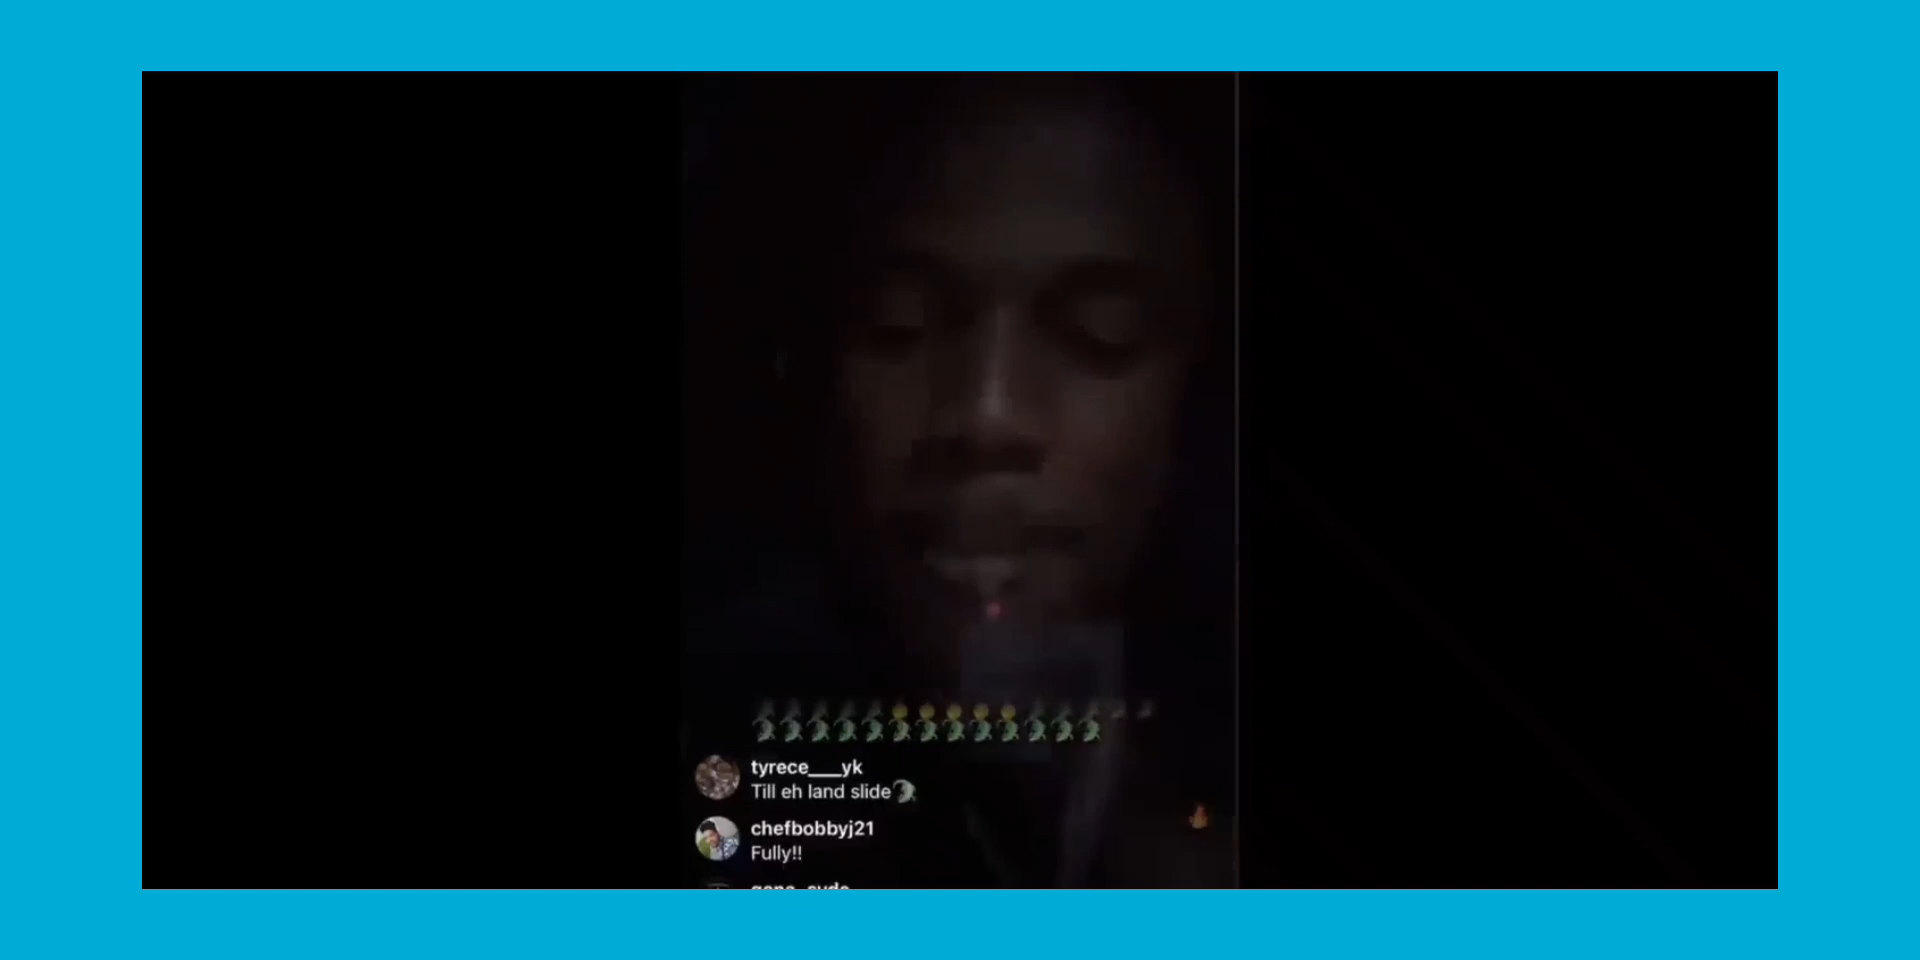 tyrece___yk
Till eh land slide
chefbobbyj21
Fully!!